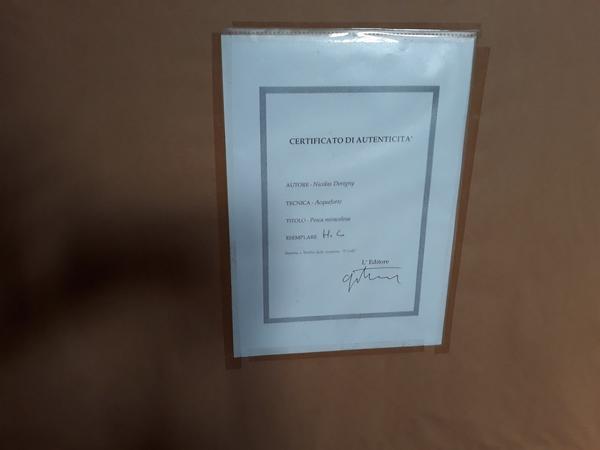 CERTIFICATO DI AUTENTICITA'
AUTORE - Nicolas Dorigny
TECNICA - Acquaforte
TITOLO - Pesca miracolosa
ESEMPLARE H.C
L' Editore